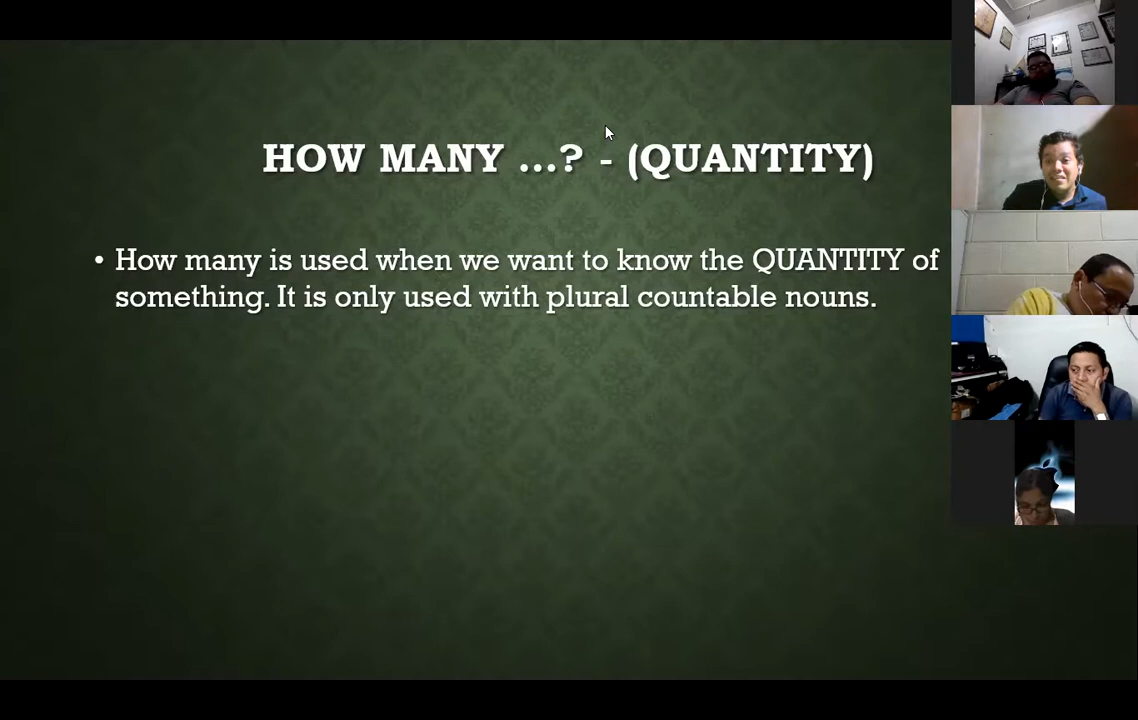 HOW MANY ...? - (QUANTITY)
• How many is used when we want to know the QUANTITY of
something. It is only used with plural countable nouns.